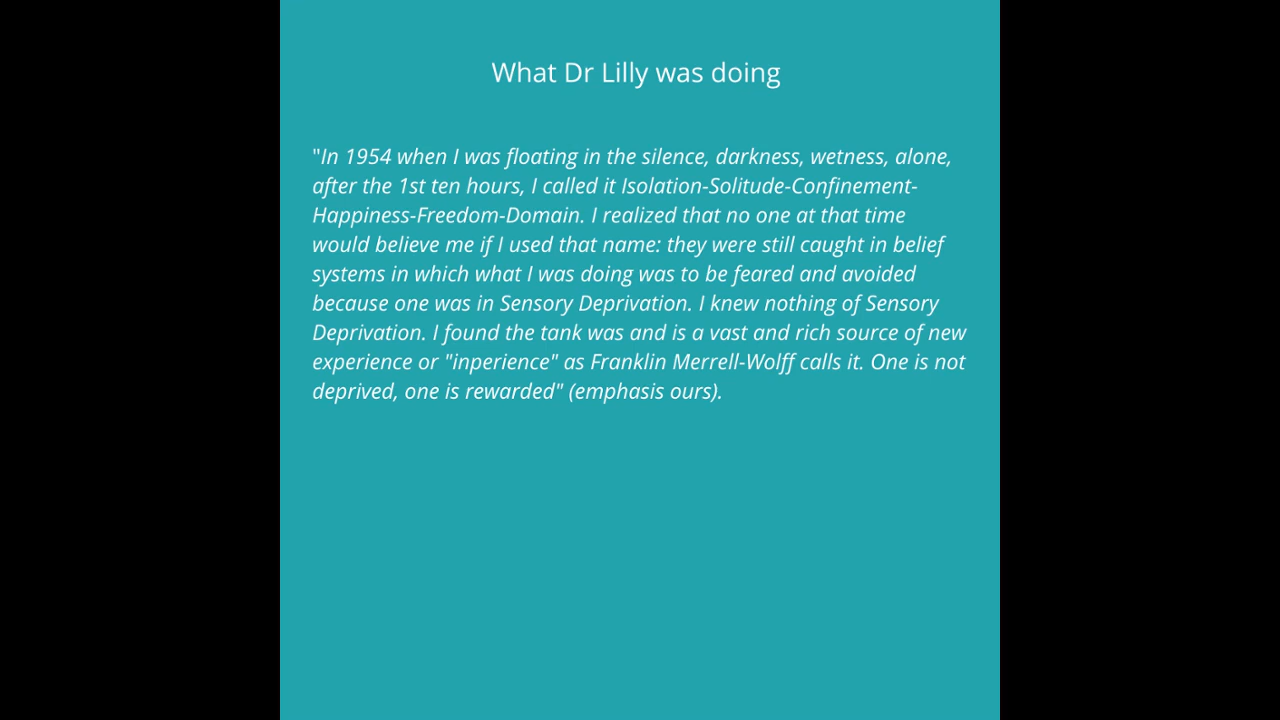 What Dr Lilly was doing
"In 1954 when I was floating in the silence, darkness, wetness, alone,
after the 1st ten hours, I called it Isolation-Solitude-Confinement-
Happiness-Freedom-Domain. I realized that no one at that time
would believe me if I used that name: they were still caught in belief
systems in which what I was doing was to be feared and avoided
because one was in Sensory Deprivation. I knew nothing of Sensory
Deprivation. I found the tank was and is a vast and rich source of new
experience or "inperience" as Franklin Merrell-Wolff calls it. One is not
deprived, one is rewarded" (emphasis ours).